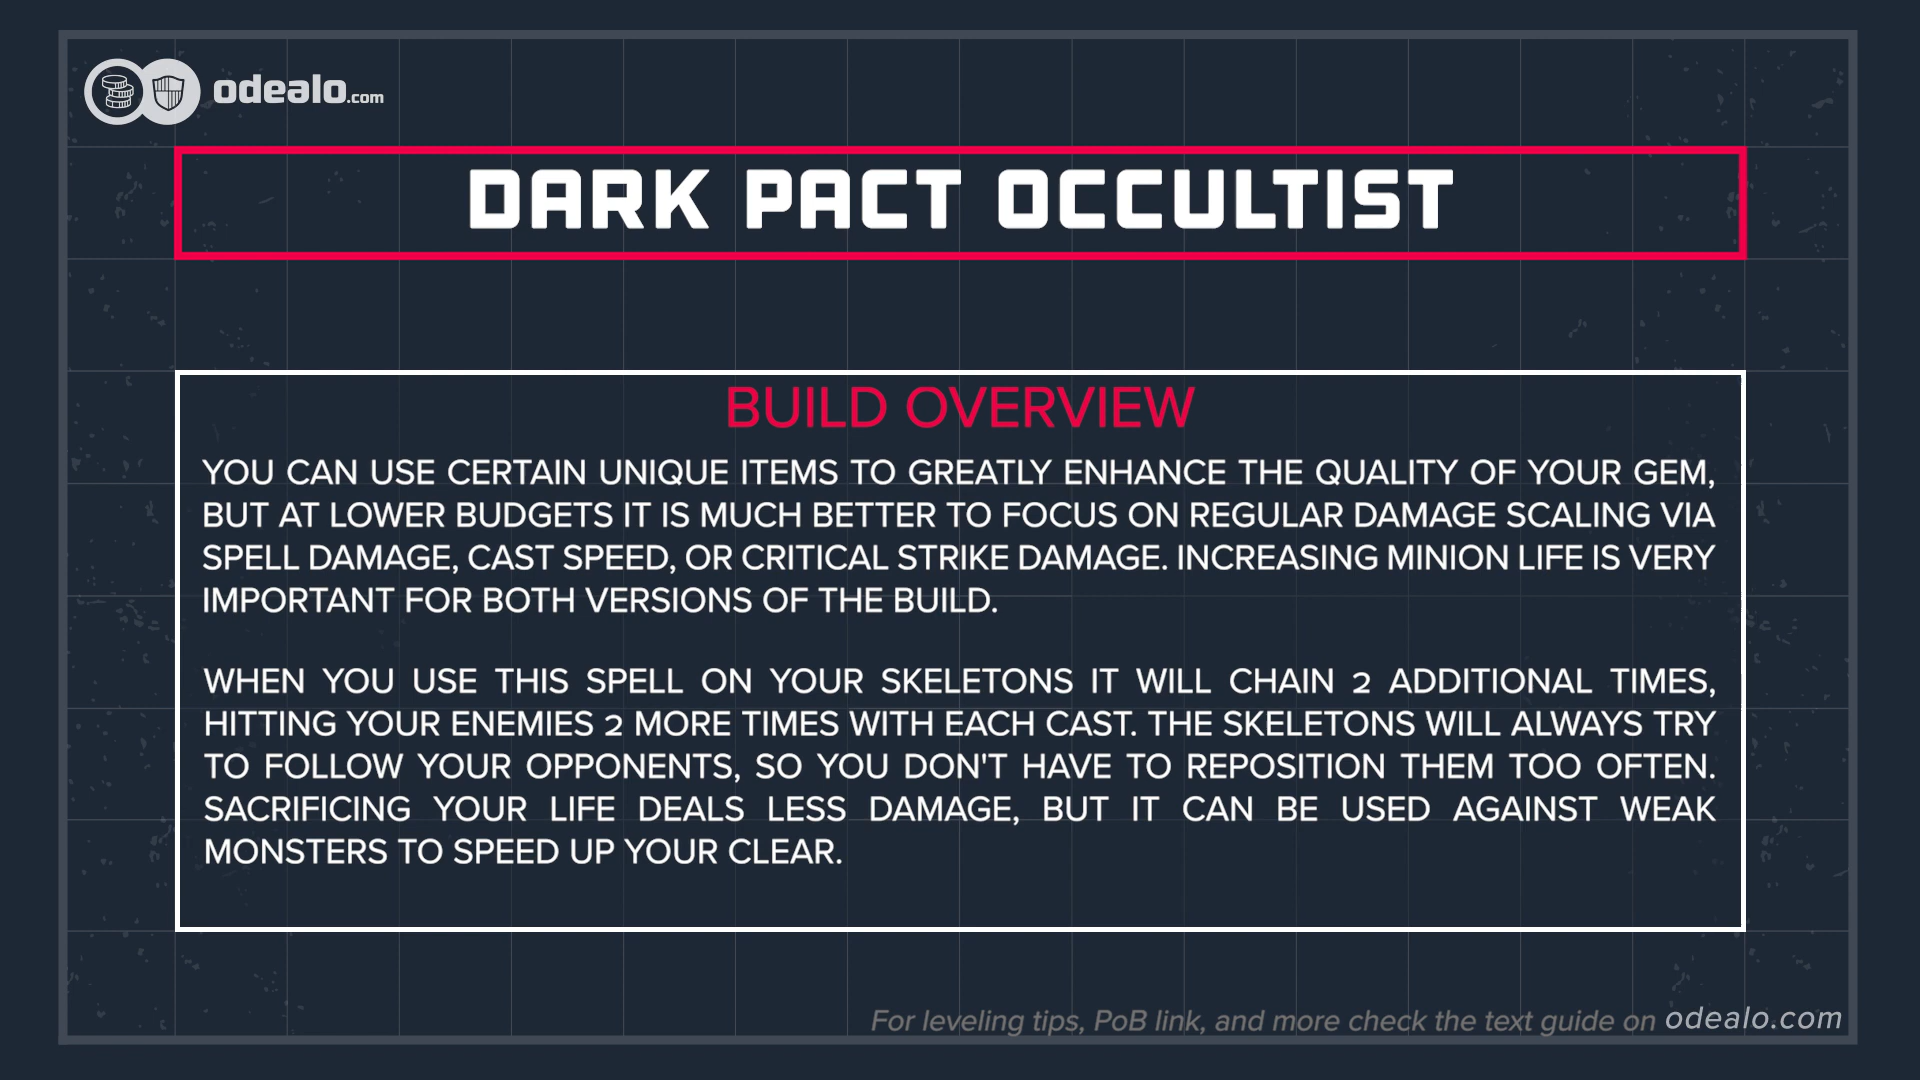 odealo.com
DARK PACT OCCULTIST
BUILD OVERVIEW
YOU CAN USE CERTAIN UNIQUE ITEMS TO GREATLY ENHANCE THE QUALITY OF YOUR GEM,
BUT AT LOWER BUDGETS IT IS MUCH BETTER TO FOCUS ON REGULAR DAMAGE SCALING VIA
SPELL DAMAGE, CAST SPEED, OR CRITICAL STRIKE DAMAGE. INCREASING MINION LIFE IS VERY
IMPORTANT FOR BOTH VERSIONS OF THE BUILD.
WHEN YOU USE THIS SPELL ON YOUR SKELETONS IT WILL CHAIN 2 ADDITIONAL TIMES,
HITTING YOUR ENEMIES 2 MORE TIMES WITH EACH CAST. THE SKELETONS WILL ALWAYS TRY
TO FOLLOW YOUR OPPONENTS, SO YOU DON'T HAVE TO REPOSITION THEM TOO OFTEN.
SACRIFICING YOUR LIFE DEALS LESS DAMAGE, BUT IT CAN BE USED AGAINST WEAK
MONSTERS TO SPEED UP YOUR CLEAR.
For leveling tips, PoB link, and more check the text guide on odealo.com